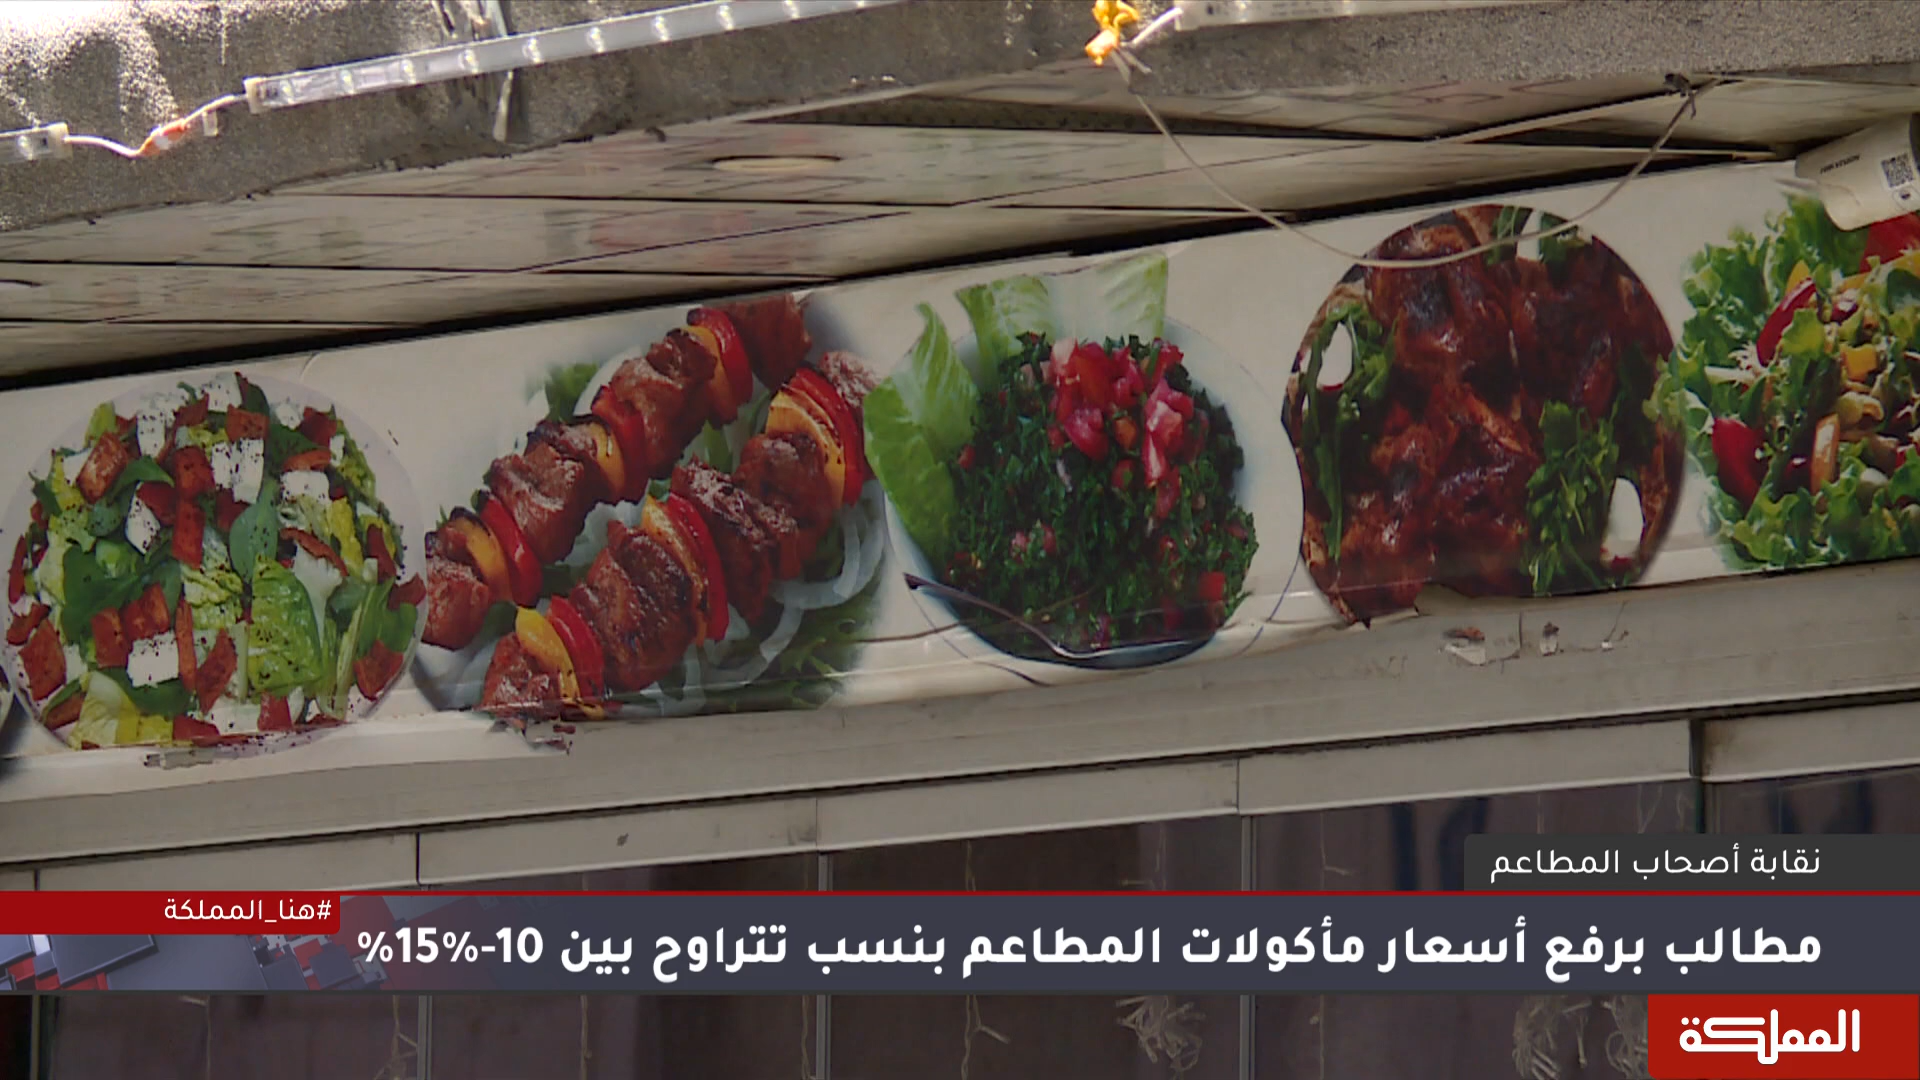 نقابة أصحاب المطاعم
#هنا_المملكة
مطالب برفع أسعار مأكولات المطاعم بنسب تتراوح بين 10-15%%
المملكة